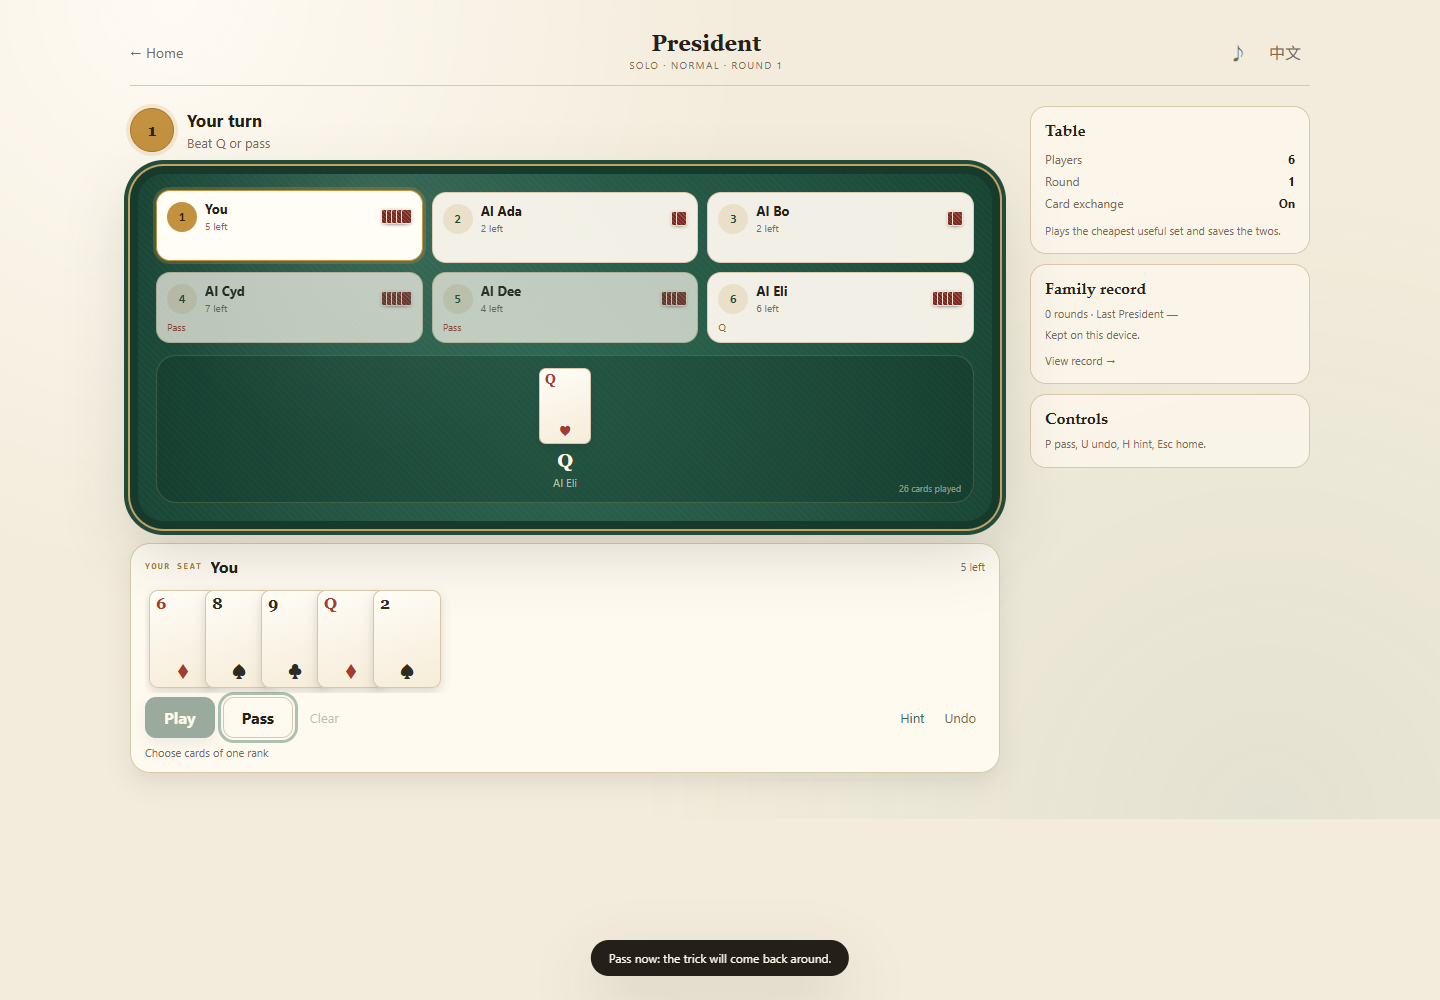 ← Home
President
SOLO · NORMAL · ROUND 1
♪ 中文
1
Your turn
Beat Q or pass
1
You
5 left
2
AI Ada
2 left
3
AI Bo
2 left
4
AI Cyd
7 left
Pass
5
AI Dee
4 left
Pass
6
AI Eli
6 left
Q
Q
Q
AI Eli
26 cards played
YOUR SEAT You
5 left
6 8 9 Q 2
Play Pass Clear
Hint Undo
Choose cards of one rank
Table
Players 6
Round 1
Card exchange On
Plays the cheapest useful set and saves the twos.
Family record
0 rounds · Last President —
Kept on this device.
View record →
Controls
P pass, U undo, H hint, Esc home.
Pass now: the trick will come back around.